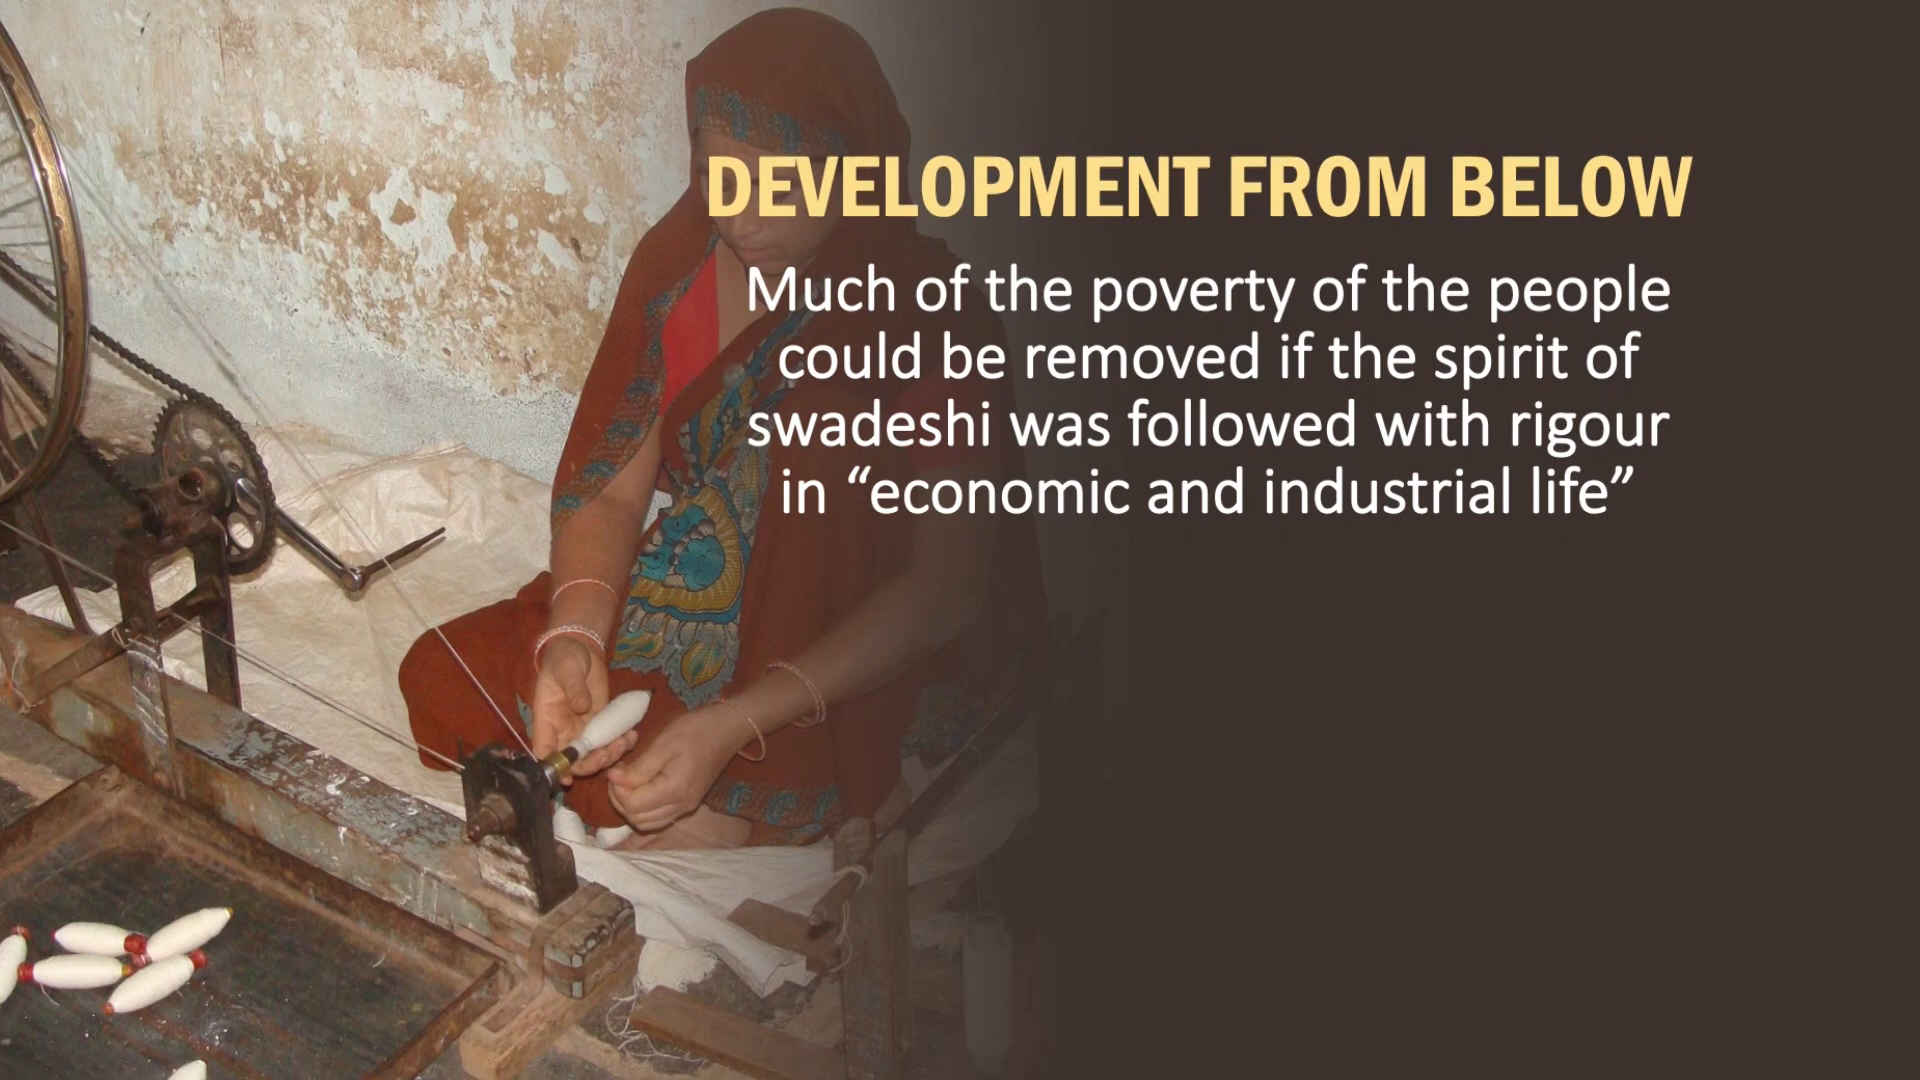 DEVELOPMENT FROM BELOW
Much of the poverty of the people
could be removed if the spirit of
swadeshi was followed with rigour
in “economic and industrial life”